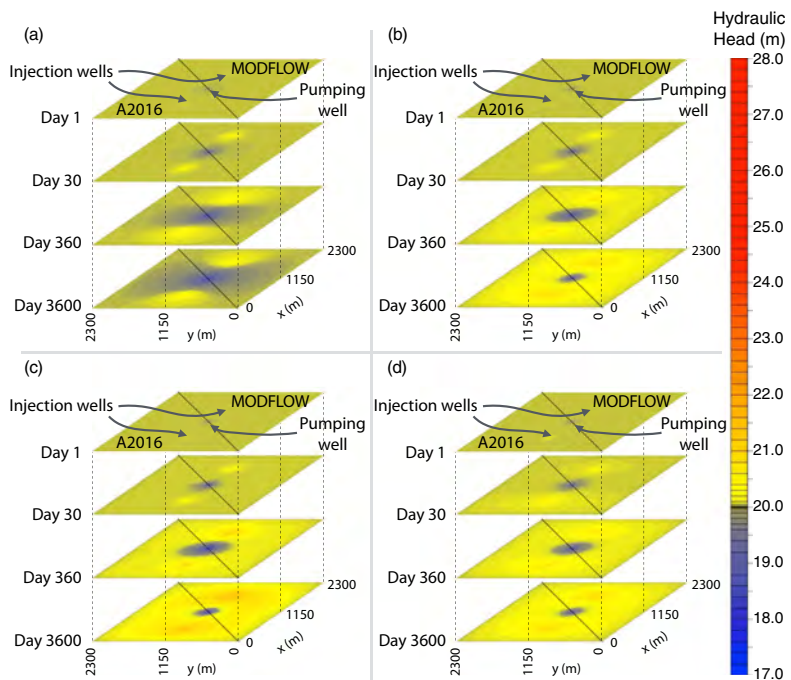 Hydraulic
Head (m)
(a)
Injection wells
MODFLOW
A2016
Pumping
well
Day 1
Day 30
Day 360
Day 3600
2300
1150
0
x (m)
2300
1150
0
y (m)
(b)
Injection wells
MODFLOW
A2016
Pumping
well
Day 1
Day 30
Day 360
Day 3600
2300
1150
0
x (m)
2300
1150
0
y (m)
(c)
Injection wells
MODFLOW
A2016
Pumping
well
Day 1
Day 30
Day 360
Day 3600
2300
1150
0
x (m)
2300
1150
0
y (m)
(d)
Injection wells
MODFLOW
A2016
Pumping
well
Day 1
Day 30
Day 360
Day 3600
2300
1150
0
x (m)
2300
1150
0
y (m)
28.0
27.0
26.0
25.0
24.0
23.0
22.0
21.0
20.0
19.0
18.0
17.0